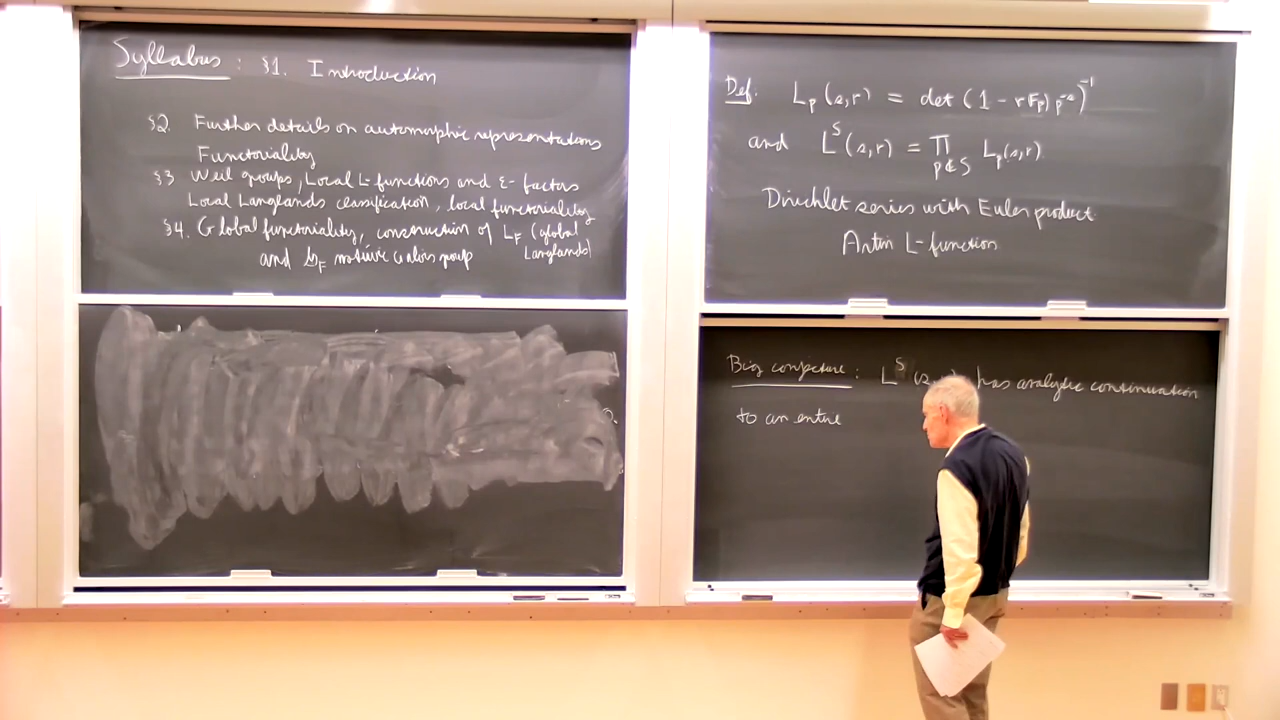 Syllabus : §1. Introduction
§2. Further details on automorphic representations
Functoriality
§3 Weil groups, Local L-functions and ε-factors
Local Langlands classification, local functoriality
§4. Global functoriality, construction of L_F (global
Langlands)
and G_F motivic Galois group
Def. L_p (s,r) = det (1 - r(F_p) p^{-s})^{-1}
and L^S (s,r) = ∏_{p∉S} L_p(s,r)
Dirichlet series with Euler product
Artin L-function
Big conjecture : L^S (s, has analytic continuation
to an entire